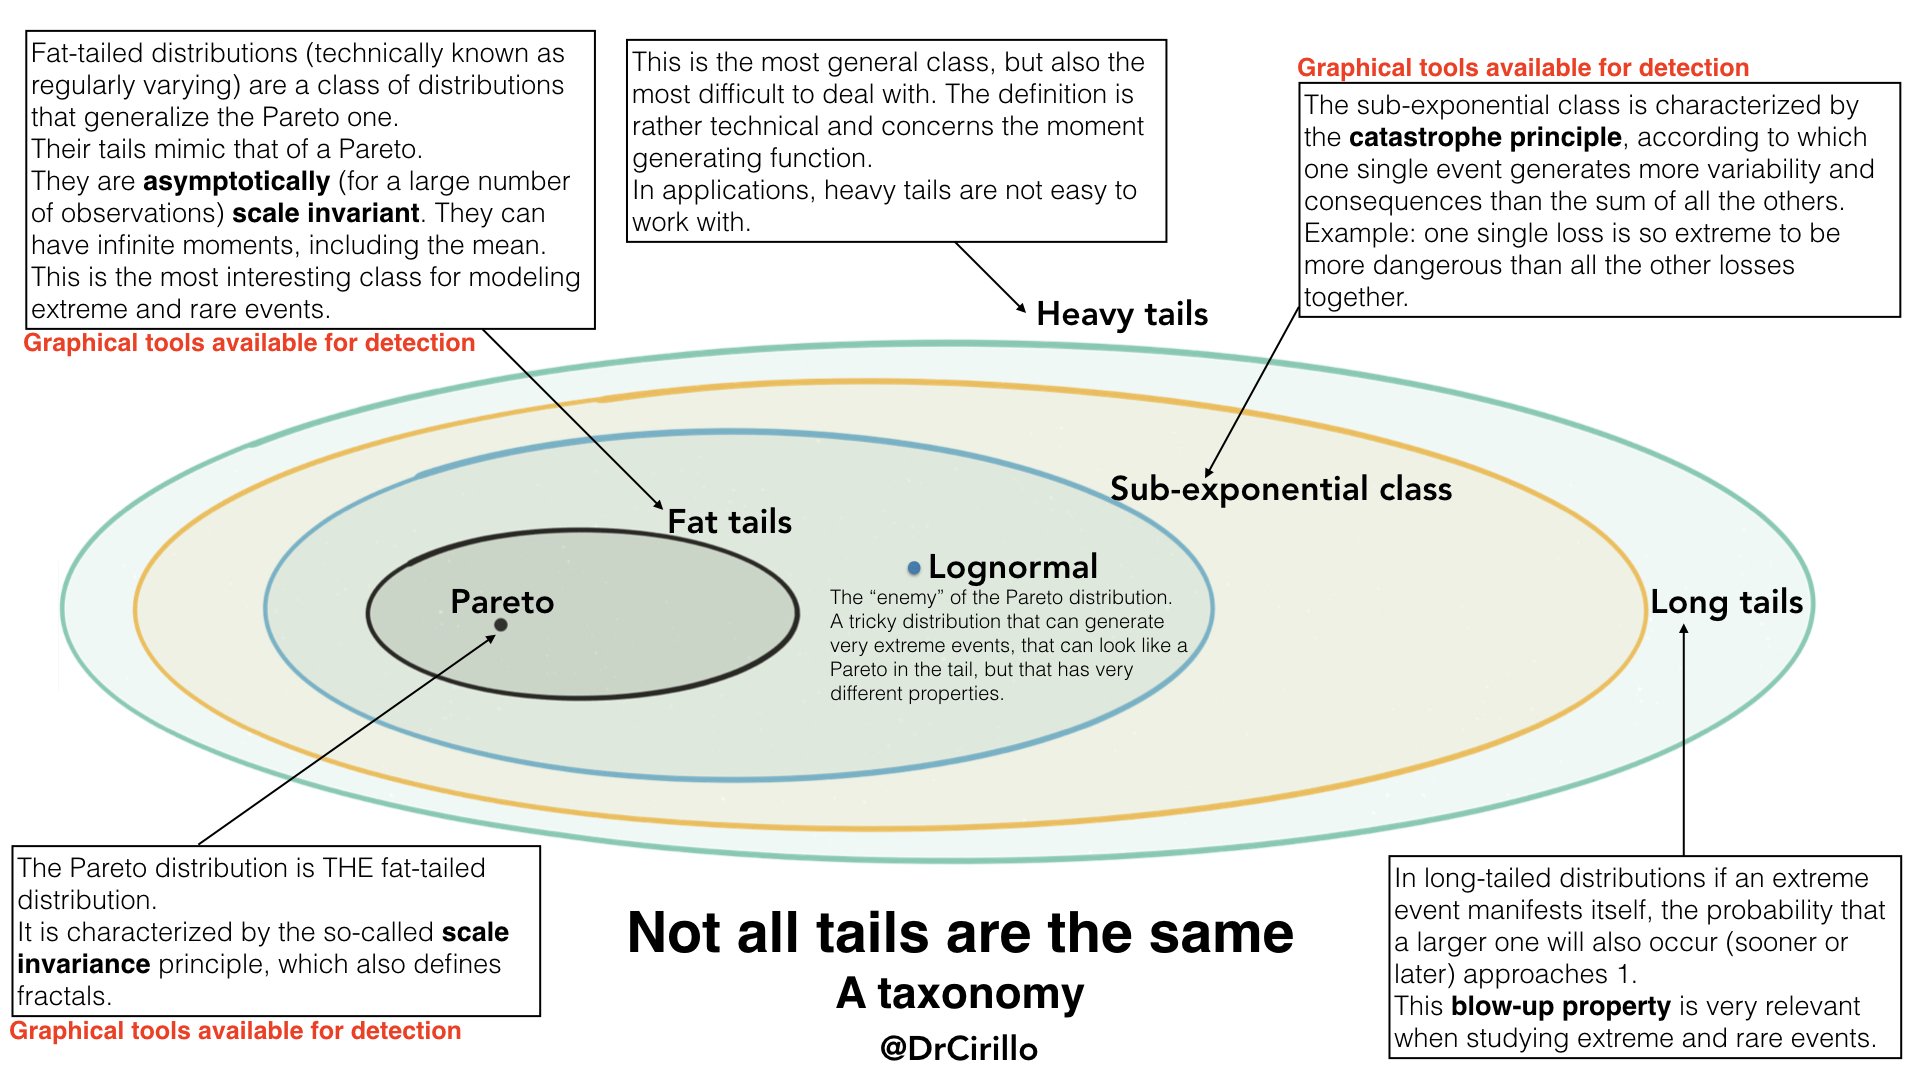 Fat-tailed distributions (technically known as
regularly varying) are a class of distributions
that generalize the Pareto one.
Their tails mimic that of a Pareto.
They are asymptotically (for a large number
of observations) scale invariant. They can
have infinite moments, including the mean.
This is the most interesting class for modeling
extreme and rare events.
Graphical tools available for detection
This is the most general class, but also the
most difficult to deal with. The definition is
rather technical and concerns the moment
generating function.
In applications, heavy tails are not easy to
work with.
Graphical tools available for detection
The sub-exponential class is characterized by
the catastrophe principle, according to which
one single event generates more variability and
consequences than the sum of all the others.
Example: one single loss is so extreme to be
more dangerous than all the other losses
together.
Heavy tails
Sub-exponential class
Fat tails
Lognormal
The “enemy” of the Pareto distribution.
A tricky distribution that can generate
very extreme events, that can look like a
Pareto in the tail, but that has very
different properties.
Pareto
Long tails
The Pareto distribution is THE fat-tailed
distribution.
It is characterized by the so-called scale
invariance principle, which also defines
fractals.
Graphical tools available for detection
Not all tails are the same
A taxonomy
@DrCirillo
In long-tailed distributions if an extreme
event manifests itself, the probability that
a larger one will also occur (sooner or
later) approaches 1.
This blow-up property is very relevant
when studying extreme and rare events.